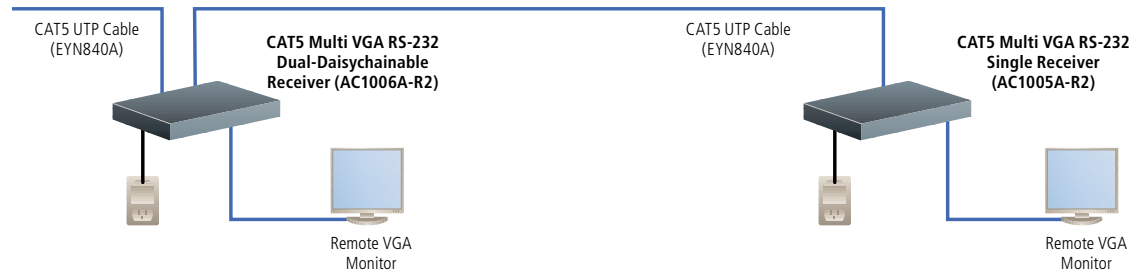 CAT5 UTP Cable
(EYN840A)
CAT5 Multi VGA RS-232
Dual-Daisychainable
Receiver (AC1006A-R2)
CAT5 UTP Cable
(EYN840A)
CAT5 Multi VGA RS-232
Single Receiver
(AC1005A-R2)
Remote VGA
Monitor
Remote VGA
Monitor